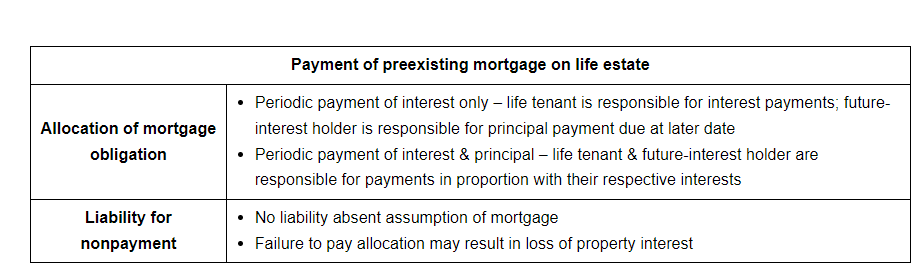 Payment of preexisting mortgage on life estate
Allocation of mortgage
obligation
• Periodic payment of interest only – life tenant is responsible for interest payments; future-
interest holder is responsible for principal payment due at later date
• Periodic payment of interest & principal – life tenant & future-interest holder are
responsible for payments in proportion with their respective interests
Liability for
nonpayment
• No liability absent assumption of mortgage
• Failure to pay allocation may result in loss of property interest